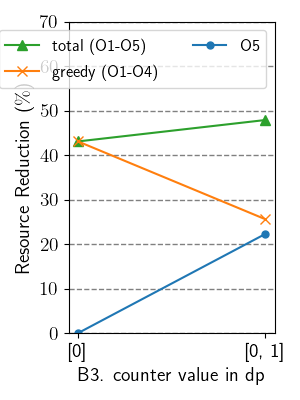 70
total (O1-O5)
O5
greedy (O1-O4)
60
50
40
30
20
10
0
Resource Reduction (%)
[0]
[0, 1]
B3. counter value in dp